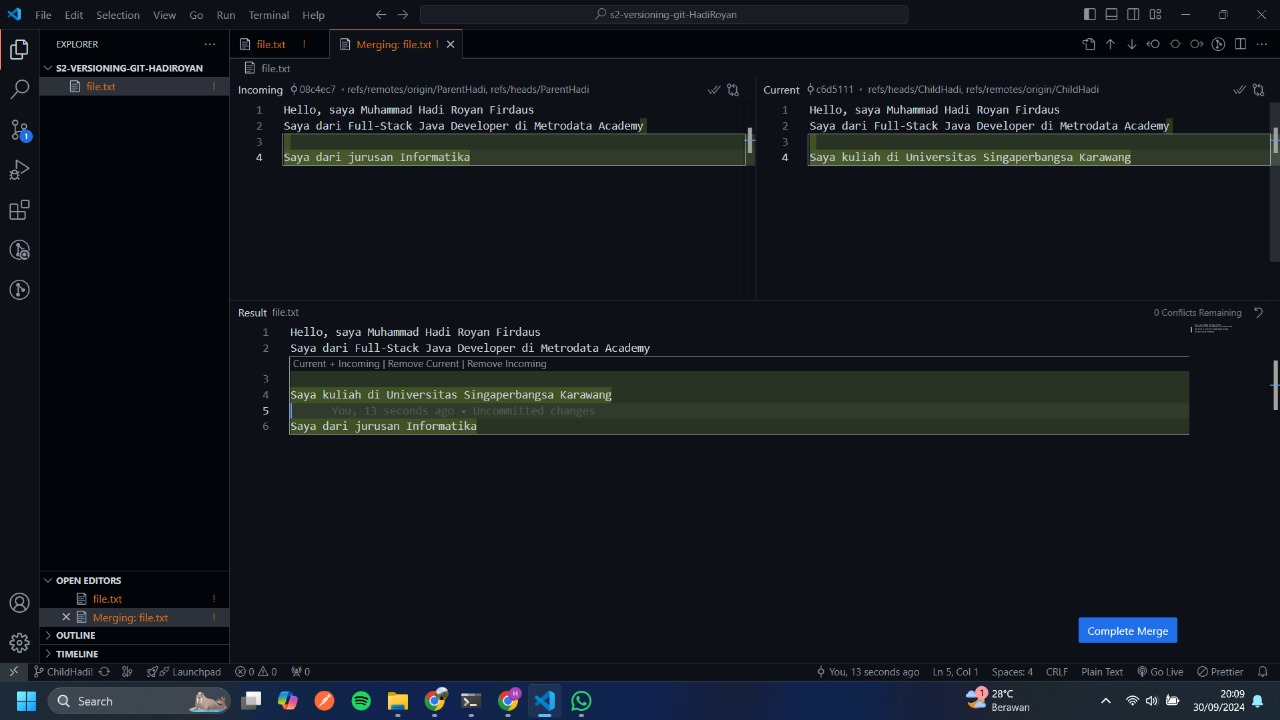 File Edit Selection View Go Run Terminal Help
s2-versioning-git-HadiRoyan
EXPLORER
file.txt !
Merging: file.txt !
S2-VERSIONING-GIT-HADIROYAN
file.txt !
file.txt
Incoming 08c4ec7 • refs/remotes/origin/ParentHadi, refs/heads/ParentHadi
1 Hello, saya Muhammad Hadi Royan Firdaus
2 Saya dari Full-Stack Java Developer di Metrodata Academy
3
4 Saya dari jurusan Informatika
Current c6d5111 • refs/heads/ChildHadi, refs/remotes/origin/ChildHadi
1 Hello, saya Muhammad Hadi Royan Firdaus
2 Saya dari Full-Stack Java Developer di Metrodata Academy
3
4 Saya kuliah di Universitas Singaperbangsa Karawang
Result file.txt
0 Conflicts Remaining
1 Hello, saya Muhammad Hadi Royan Firdaus
2 Saya dari Full-Stack Java Developer di Metrodata Academy
Current + Incoming | Remove Current | Remove Incoming
3
4 Saya kuliah di Universitas Singaperbangsa Karawang
5 You, 13 seconds ago • Uncommitted changes
6 Saya dari jurusan Informatika
Complete Merge
OPEN EDITORS
file.txt !
Merging: file.txt !
OUTLINE
TIMELINE
ChildHadi! Launchpad 0 0 0
You, 13 seconds ago Ln 5, Col 1 Spaces: 4 CRLF Plain Text Go Live Prettier
Search
1
28°C
Berawan
20:09
30/09/2024